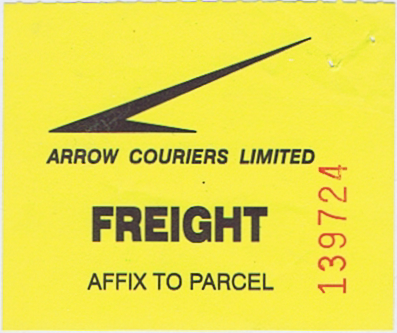 ARROW COURIERS LIMITED
FREIGHT
AFFIX TO PARCEL
139724